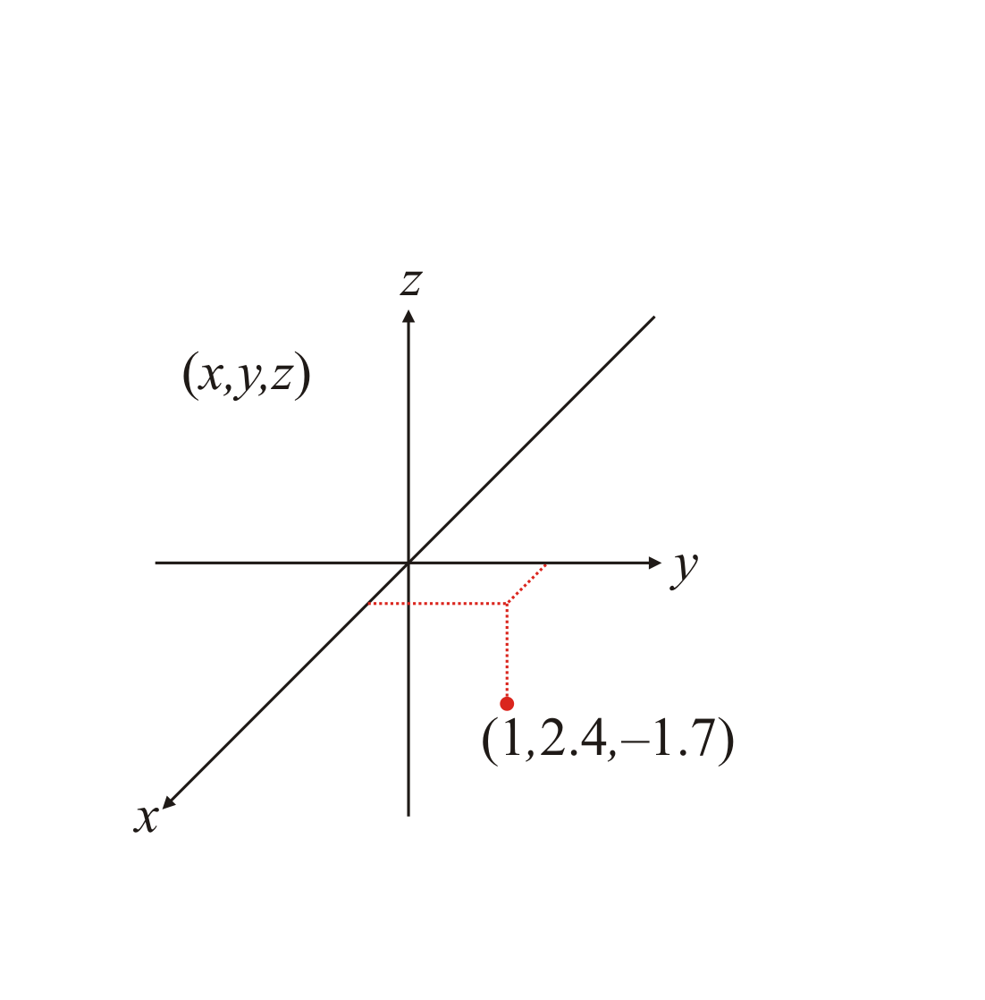 z
(x,y,z)
y
(1,2.4,–1.7)
x